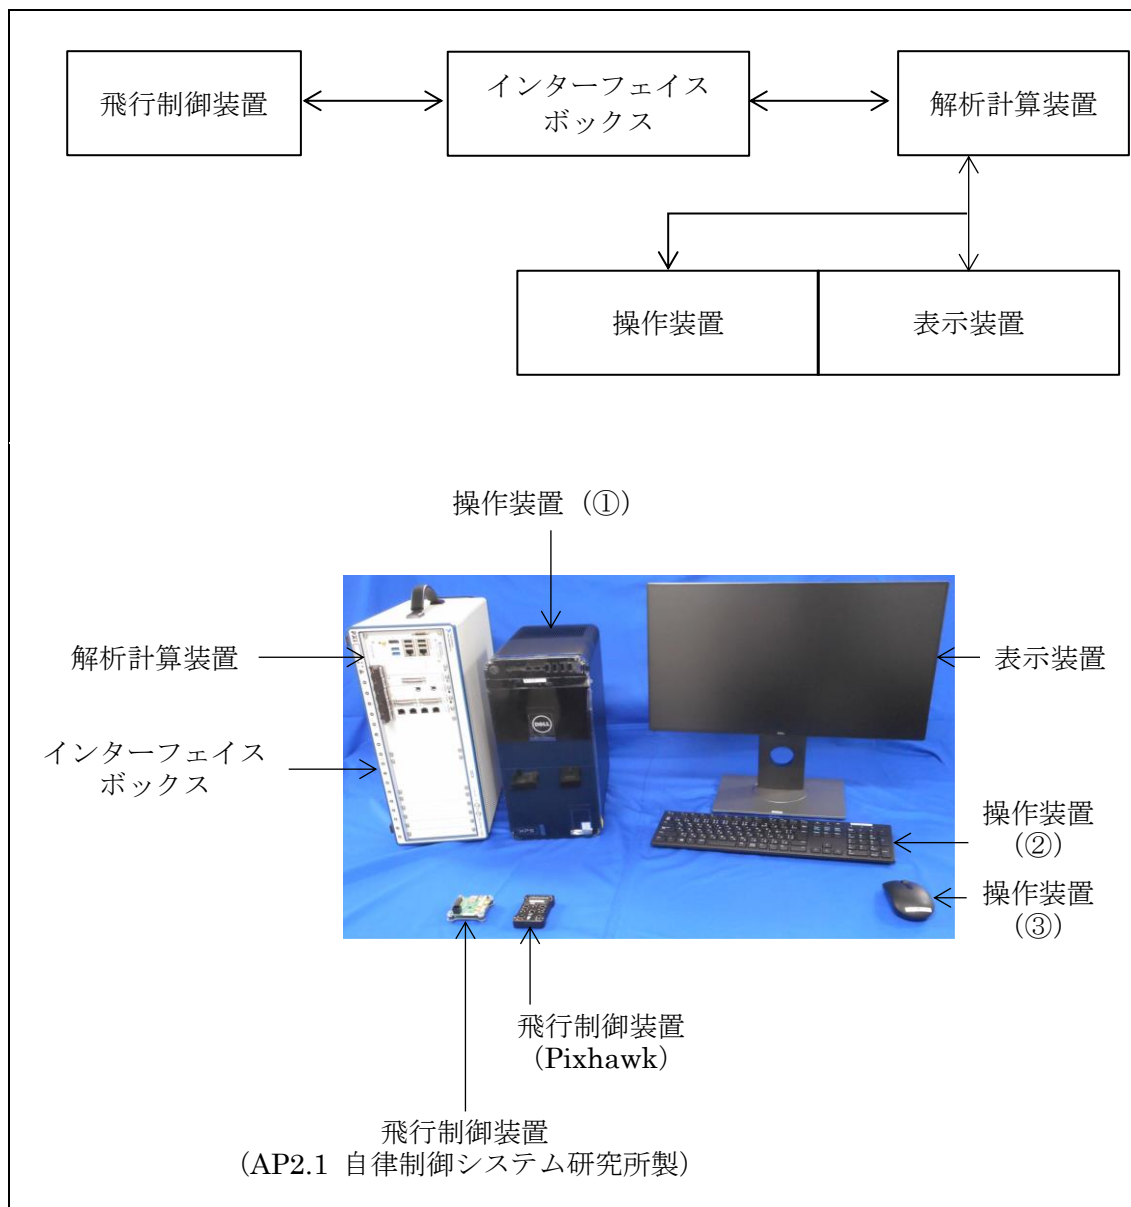 飛行制御装置
インターフェイス
ボックス
解析計算装置
操作装置
表示装置
操作装置（①）
解析計算装置
表示装置
インターフェイス
ボックス
DELL
操作装置
（②）
操作装置
（③）
飛行制御装置
（Pixhawk）
飛行制御装置
（AP2.1 自律制御システム研究所製）